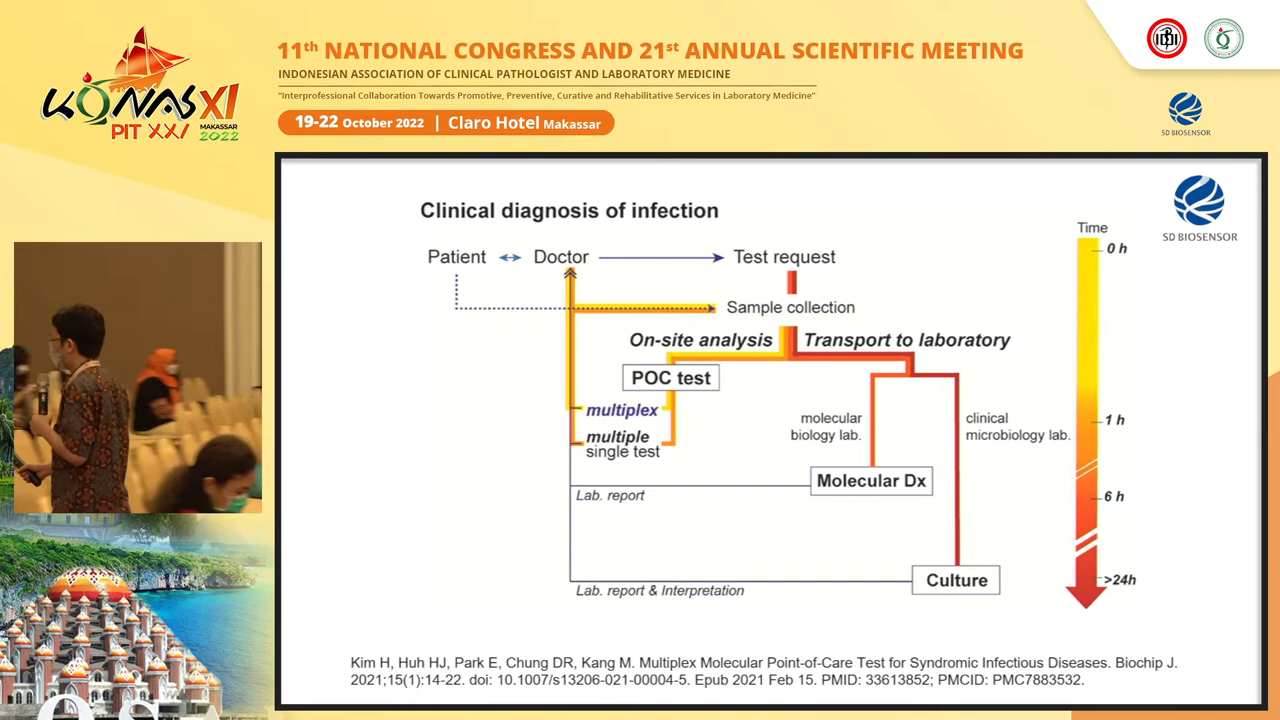 KONAS XI
PIT XXI
MAKASSAR
2022
11th NATIONAL CONGRESS AND 21st ANNUAL SCIENTIFIC MEETING
INDONESIAN ASSOCIATION OF CLINICAL PATHOLOGIST AND LABORATORY MEDICINE
"Interprofessional Collaboration Towards Promotive, Preventive, Curative and Rehabilitative Services in Laboratory Medicine"
19-22 October 2022 | Claro Hotel Makassar
SD BIOSENSOR
SD BIOSENSOR
Clinical diagnosis of infection
Time
Patient
Doctor
Test request
0 h
Sample collection
On-site analysis
Transport to laboratory
POC test
multiplex
multiple
single test
molecular
biology lab.
clinical
microbiology lab.
1 h
Molecular Dx
Lab. report
6 h
Culture
>24h
Lab. report & Interpretation
Kim H, Huh HJ, Park E, Chung DR, Kang M. Multiplex Molecular Point-of-Care Test for Syndromic Infectious Diseases. Biochip J.
2021;15(1):14-22. doi: 10.1007/s13206-021-00004-5. Epub 2021 Feb 15. PMID: 33613852; PMCID: PMC7883532.